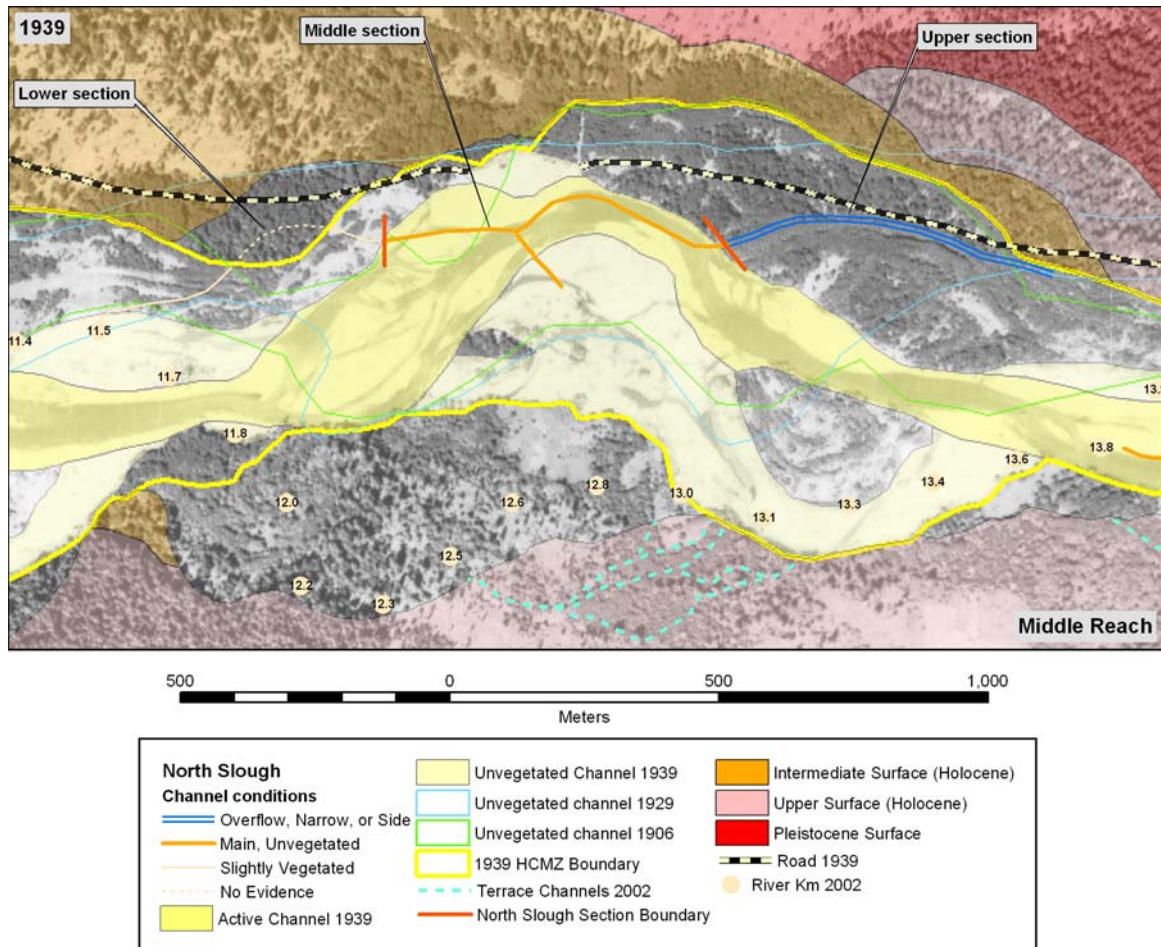 1939
Middle section
Upper section
Lower section
11.4
11.5
11.7
11.8
12.0
12.2
12.3
12.5
12.6
12.8
13.0
13.1
13.3
13.4
13.6
13.8
Middle Reach
500 0 500 1,000
Meters
North Slough
Channel conditions
Overflow, Narrow, or Side
Main, Unvegetated
Slightly Vegetated
No Evidence
Active Channel 1939
Unvegetated Channel 1939
Unvegetated channel 1929
Unvegetated channel 1906
1939 HCMZ Boundary
Terrace Channels 2002
North Slough Section Boundary
Intermediate Surface (Holocene)
Upper Surface (Holocene)
Pleistocene Surface
Road 1939
River Km 2002